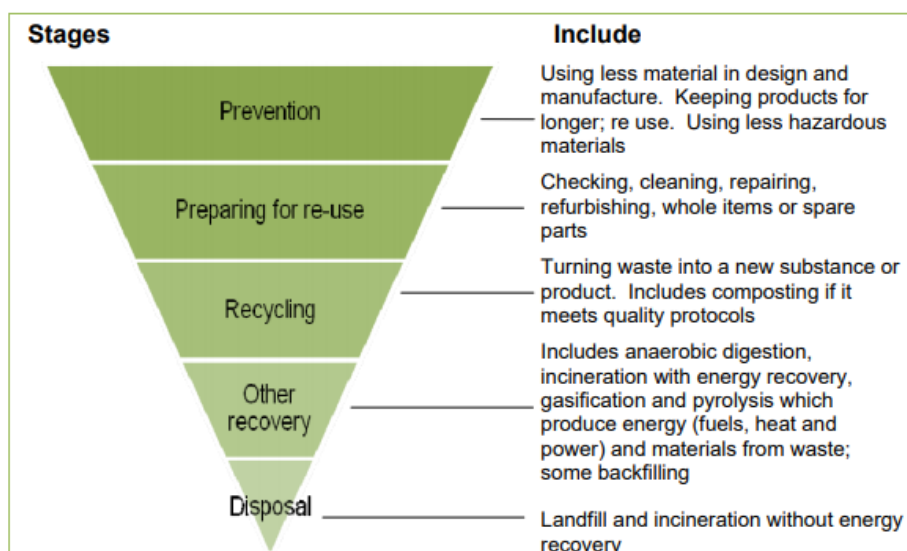 Stages
Include
Prevention
Using less material in design and
manufacture.  Keeping products for
longer; re use.  Using less hazardous
materials
Preparing for re-use
Checking, cleaning, repairing,
refurbishing, whole items or spare
parts
Recycling
Turning waste into a new substance or
product.  Includes composting if it
meets quality protocols
Other
recovery
Includes anaerobic digestion,
incineration with energy recovery,
gasification and pyrolysis which
produce energy (fuels, heat and
power) and materials from waste;
some backfilling
Disposal
Landfill and incineration without energy
recovery